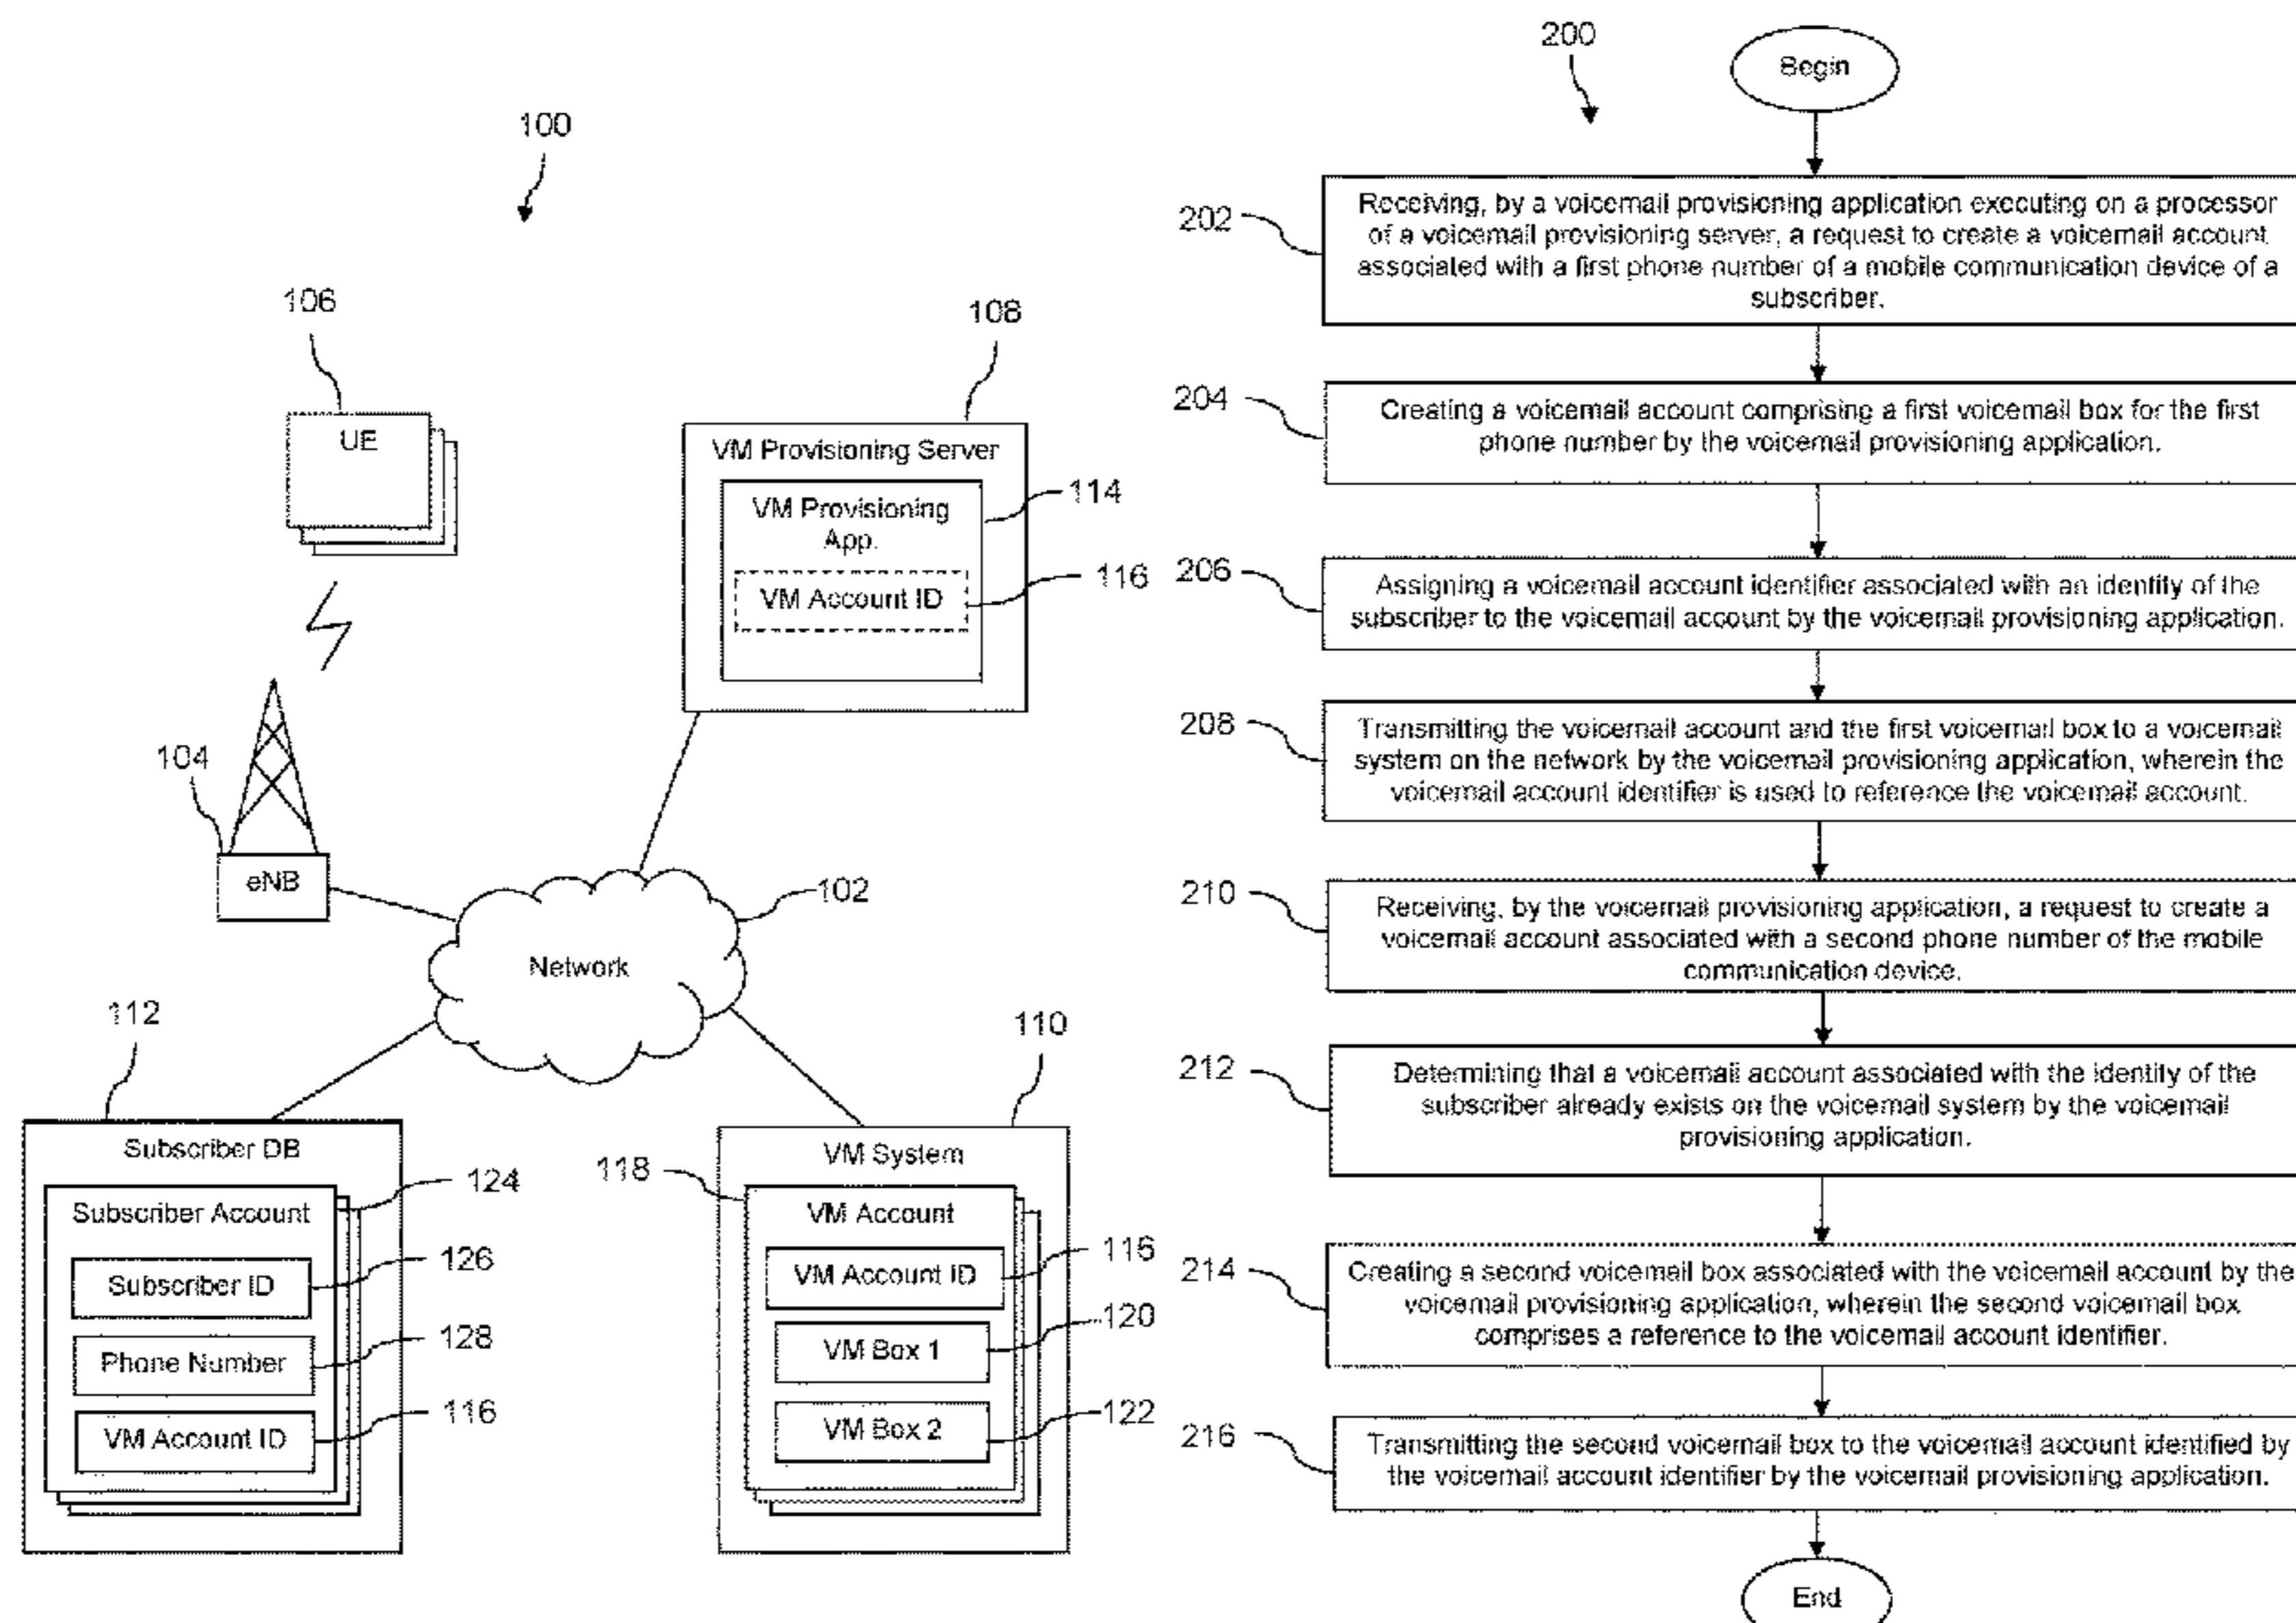 100
106
UE
108
VM Provisioning Server
VM Provisioning
App.
114
VM Account ID
116
104
eNB
102
Network
112
Subscriber DB
124
Subscriber Account
126
Subscriber ID
128
Phone Number
116
VM Account ID
110
VM System
118
VM Account
116
VM Account ID
120
VM Box 1
122
VM Box 2
200
Begin
202
Receiving, by a voicemail provisioning application executing on a processor
of a voicemail provisioning server, a request to create a voicemail account
associated with a first phone number of a mobile communication device of a
subscriber.
204
Creating a voicemail account comprising a first voicemail box for the first
phone number by the voicemail provisioning application.
206
Assigning a voicemail account identifier associated with an identity of the
subscriber to the voicemail account by the voicemail provisioning application.
208
Transmitting the voicemail account and the first voicemail box to a voicemail
system on the network by the voicemail provisioning application, wherein the
voicemail account identifier is used to reference the voicemail account.
210
Receiving, by the voicemail provisioning application, a request to create a
voicemail account associated with a second phone number of the mobile
communication device.
212
Determining that a voicemail account associated with the identity of the
subscriber already exists on the voicemail system by the voicemail
provisioning application.
214
Creating a second voicemail box associated with the voicemail account by the
voicemail provisioning application, wherein the second voicemail box
comprises a reference to the voicemail account identifier.
216
Transmitting the second voicemail box to the voicemail account identified by
the voicemail account identifier by the voicemail provisioning application.
End